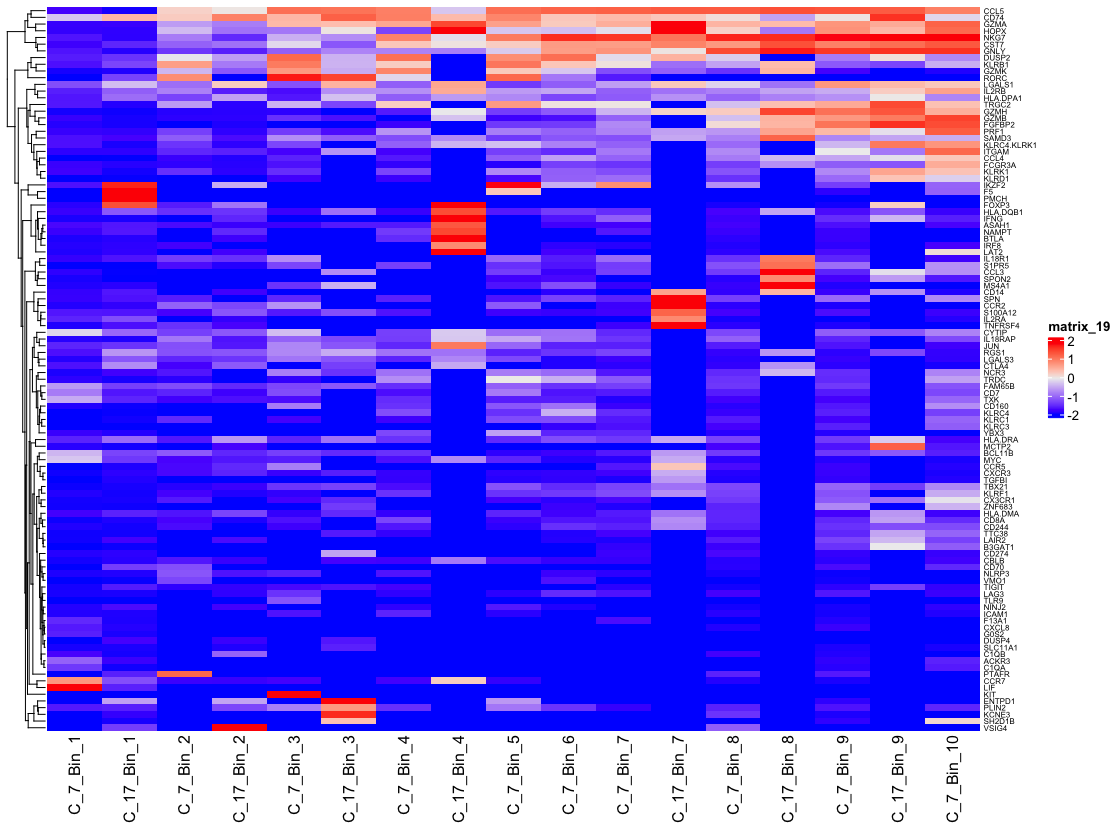 CCL5
CD74
GZMA
HOPX
NKG7
CST7
GNLY
DUSP2
KLRB1
GZMK
RORC
LGALS1
IL2RB
HLA.DPA1
TRGC2
GZMH
GZMB
FGFBP2
PRF1
SAMD3
KLRC4.KLRK1
ITGAM
CCL4
FCGR3A
KLRK1
KLRD1
IKZF2
F5
PMCH
FOXP3
HLA.DQB1
IFNG
ASAH1
NAMPT
BTLA
IRF8
LAT2
IL18R1
S1PR5
CCL3
SPON2
MS4A1
CD14
SPN
CCR2
S100A12
IL2RA
TNFRSF4
CYTIP
IL18RAP
JUN
RGS1
LGALS3
CTLA4
NCR3
TRDC
FAM65B
CD7
TXK
CD160
KLRC4
KLRC1
KLRC3
YBX3
HLA.DRA
MCTP2
BCL11B
MYC
CCR5
CXCR3
TGFBI
TBX21
KLRF1
CX3CR1
ZNF683
HLA.DMA
CD8A
CD244
TTC38
LAIR2
B3GAT1
CD274
CBLB
CD70
NLRP3
VMO1
TIGIT
LAG3
TLR9
NINJ2
ICAM1
F13A1
CXCL8
G0S2
DUSP4
SLC11A1
C1QB
ACKR3
C1QA
PTAFR
CCR7
LIF
KIT
ENTPD1
PLIN2
KCNE3
SH2D1B
VSIG4
matrix_19
2
1
0
-1
-2
C_7_Bin_1
C_17_Bin_1
C_7_Bin_2
C_17_Bin_2
C_7_Bin_3
C_17_Bin_3
C_7_Bin_4
C_17_Bin_4
C_7_Bin_5
C_7_Bin_6
C_7_Bin_7
C_17_Bin_7
C_7_Bin_8
C_17_Bin_8
C_7_Bin_9
C_17_Bin_9
C_7_Bin_10